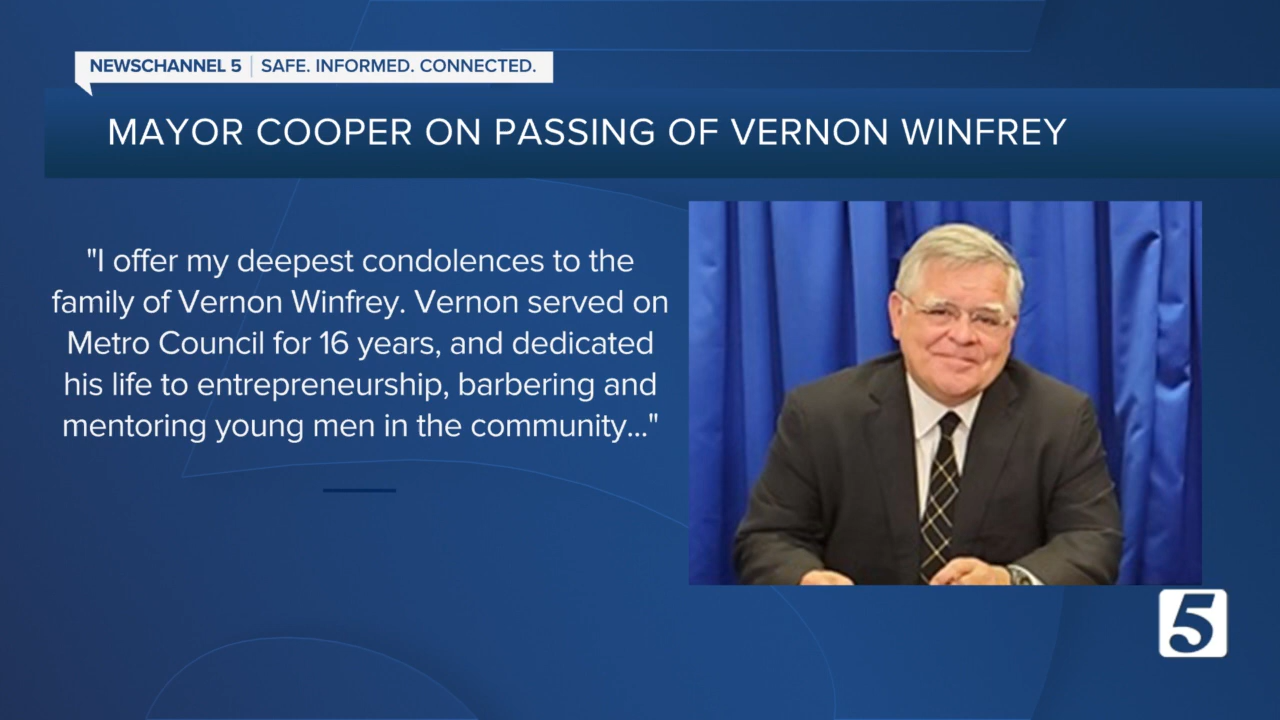 NEWSCHANNEL 5 | SAFE. INFORMED. CONNECTED.
MAYOR COOPER ON PASSING OF VERNON WINFREY
"I offer my deepest condolences to the
family of Vernon Winfrey. Vernon served on
Metro Council for 16 years, and dedicated
his life to entrepreneurship, barbering and
mentoring young men in the community..."
5